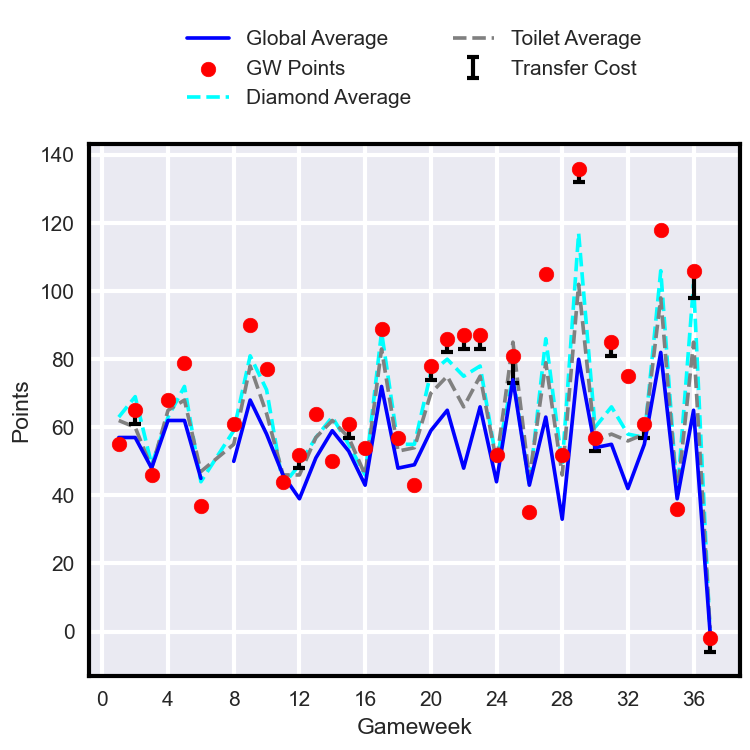 Global Average
GW Points
Diamond Average
Toilet Average
Transfer Cost
140
120
100
80
60
40
20
0
Points
0 4 8 12 16 20 24 28 32 36
Gameweek